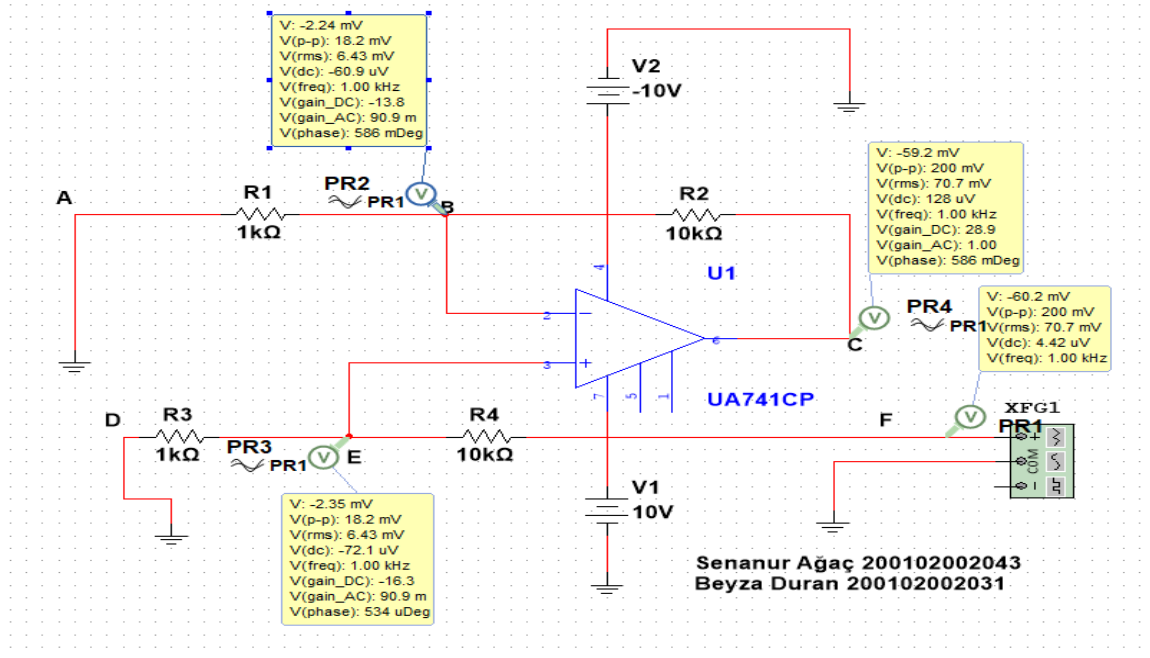 V: -2.24 mV
V(p-p): 18.2 mV
V(rms): 6.43 mV
V(dc): -60.9 uV
V(freq): 1.00 kHz
V(gain_DC): -13.8
V(gain_AC): 90.9 m
V(phase): 586 mDeg
V2
-10V
V: -59.2 mV
V(p-p): 200 mV
V(rms): 70.7 mV
V(dc): 128 uV
V(freq): 1.00 kHz
V(gain_DC): 28.9
V(gain_AC): 1.00
V(phase): 586 mDeg
A
R1
1kΩ
PR2
PR1
V
B
R2
10kΩ
4
U1
2
3
6
7
5
1
UA741CP
V
PR4
PR1
C
V: -60.2 mV
V(p-p): 200 mV
V(rms): 70.7 mV
V(dc): 4.42 uV
V(freq): 1.00 kHz
D
R3
1kΩ
PR3
PR1
V
E
R4
10kΩ
F
V
PR1
XFG1
COM
V1
10V
V: -2.35 mV
V(p-p): 18.2 mV
V(rms): 6.43 mV
V(dc): -72.1 uV
V(freq): 1.00 kHz
V(gain_DC): -16.3
V(gain_AC): 90.9 m
V(phase): 534 uDeg
Senanur Ağaç 200102002043
Beyza Duran 200102002031